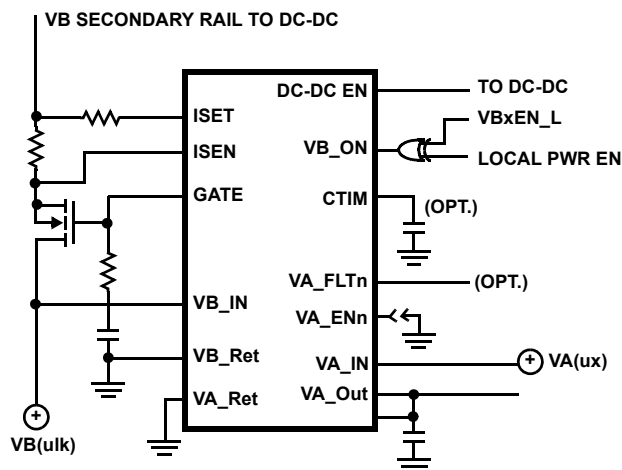 VB SECONDARY RAIL TO DC-DC
DC-DC EN
TO DC-DC
ISET
VBxEN_L
ISEN
VB_ON
LOCAL PWR EN
GATE
CTIM
(OPT.)
VA_FLTn
(OPT.)
VB_IN
VA_ENn
VB_Ret
VA_IN
VA(ux)
VA_Ret
VA_Out
VB(ulk)